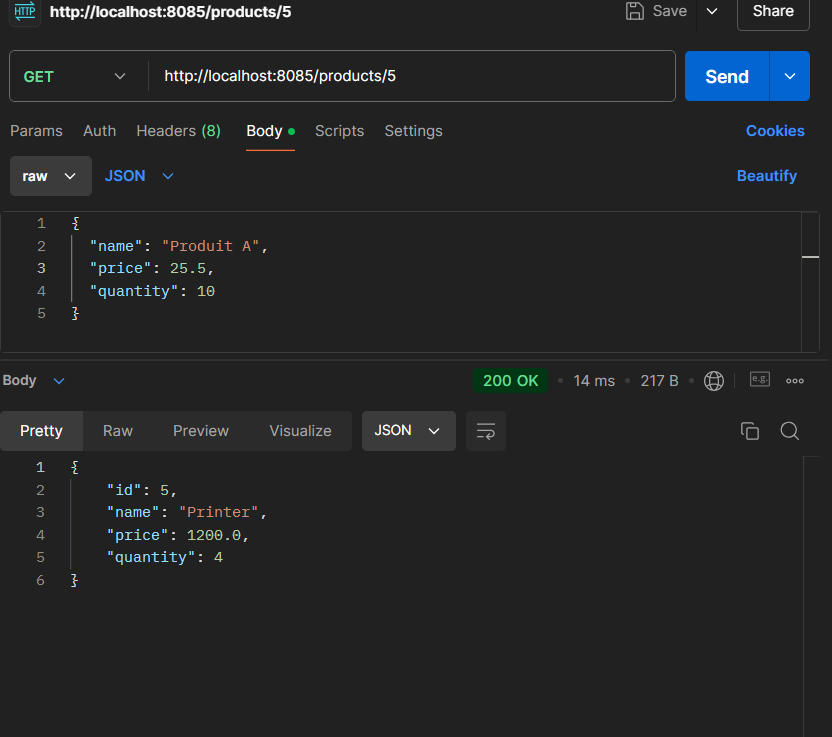 HTTP http://localhost:8085/products/5 Save Share
GET http://localhost:8085/products/5 Send
Params Auth Headers (8) Body Scripts Settings Cookies
raw JSON Beautify
1 {
2 "name": "Produit A",
3 "price": 25.5,
4 "quantity": 10
5 }
Body 200 OK • 14 ms • 217 B • e.g.
Pretty Raw Preview Visualize JSON
1 {
2 "id": 5,
3 "name": "Printer",
4 "price": 1200.0,
5 "quantity": 4
6 }